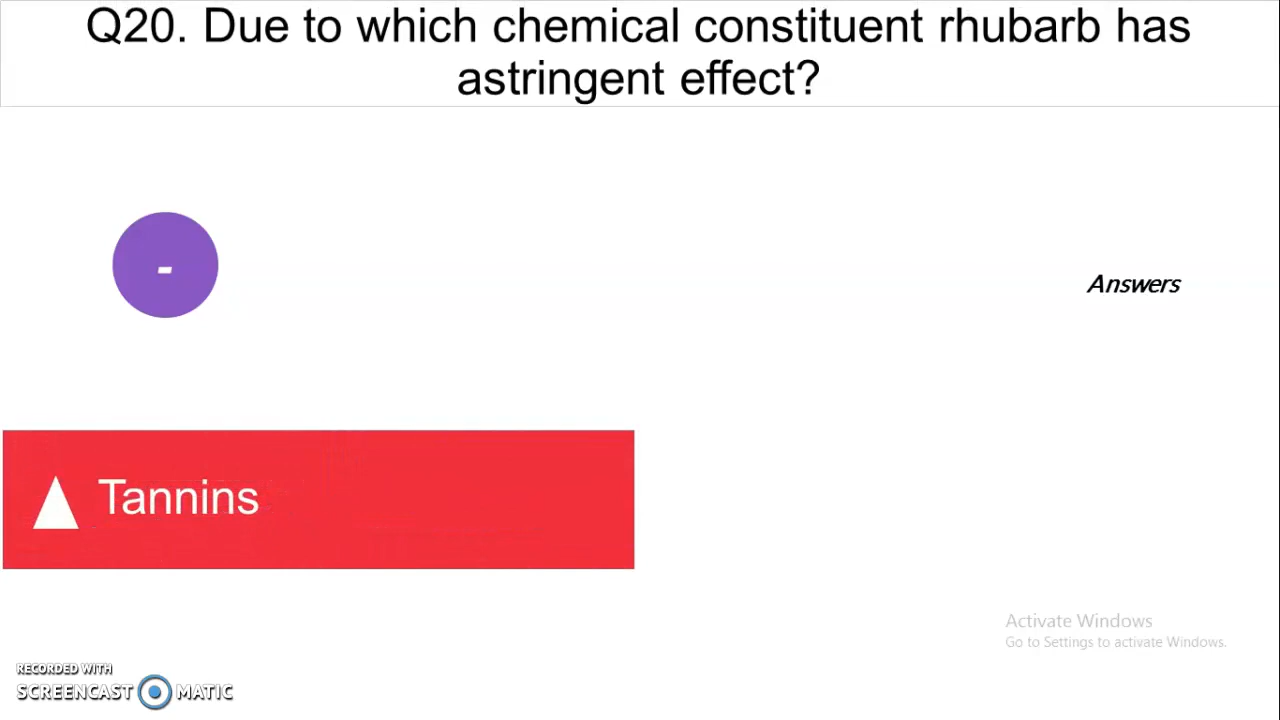 Q20. Due to which chemical constituent rhubarb has
astringent effect?
-
Answers
Tannins
Activate Windows
Go to Settings to activate Windows.
RECORDED WITH
SCREENCAST MATIC